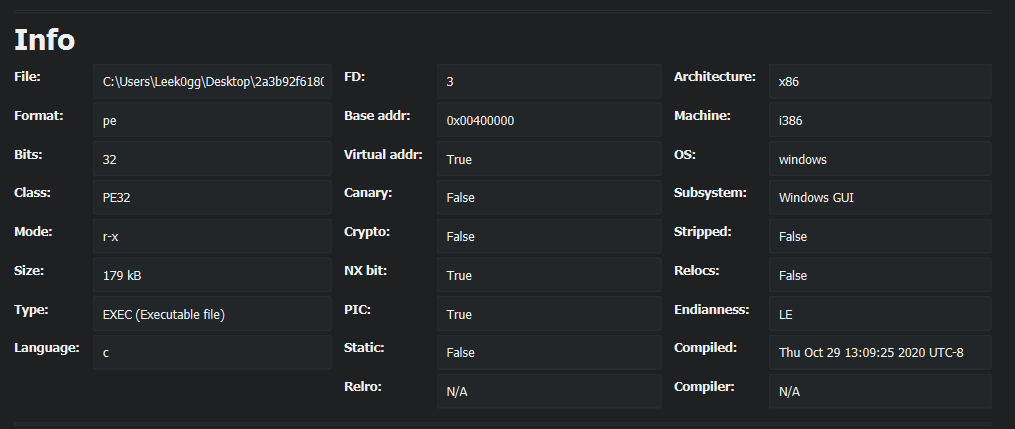 Info
File: C:\Users\Leek0gg\Desktop\2a3b92f6180 FD: 3 Architecture: x86
Format: pe Base addr: 0x00400000 Machine: i386
Bits: 32 Virtual addr: True OS: windows
Class: PE32 Canary: False Subsystem: Windows GUI
Mode: r-x Crypto: False Stripped: False
Size: 179 kB NX bit: True Relocs: False
Type: EXEC (Executable file) PIC: True Endianness: LE
Language: c Static: False Compiled: Thu Oct 29 13:09:25 2020 UTC-8
Relro: N/A Compiler: N/A